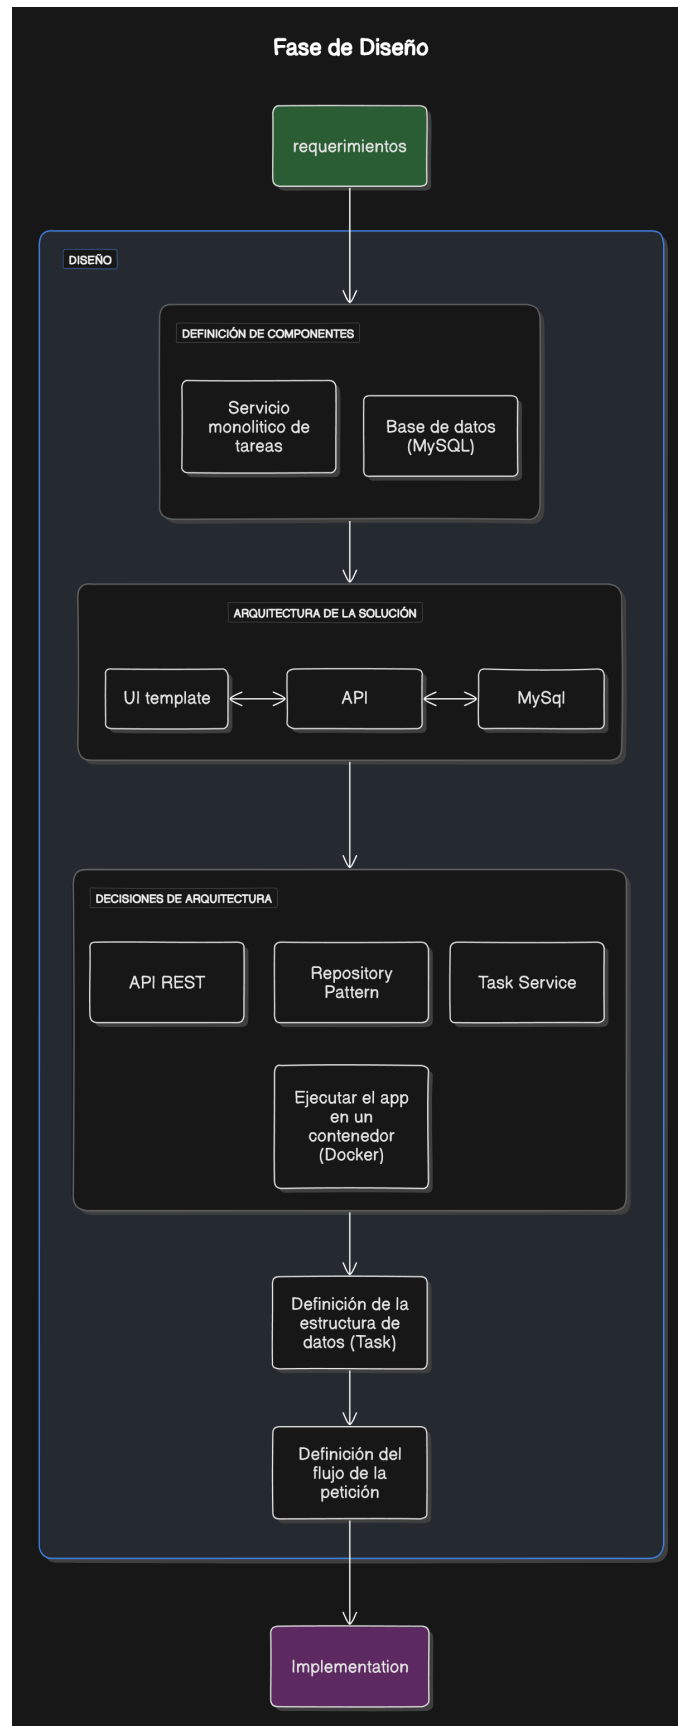 Fase de Diseño
requerimientos
DISEÑO
DEFINICIÓN DE COMPONENTES
Servicio
monolitico de
tareas
Base de datos
(MySQL)
ARQUITECTURA DE LA SOLUCIÓN
UI template
API
MySql
DECISIONES DE ARQUITECTURA
API REST
Repository
Pattern
Task Service
Ejecutar el app
en un
contenedor
(Docker)
Definición de la
estructura de
datos (Task)
Definición del
flujo de la
petición
Implementation